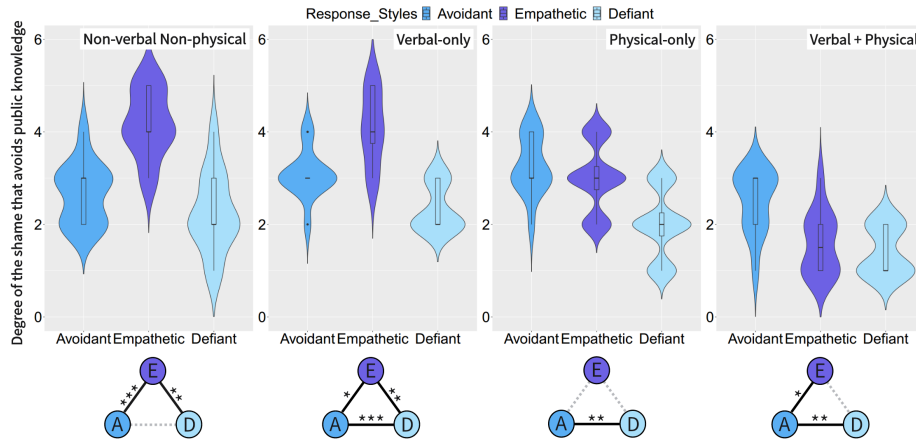 Response_Styles Avoidant Empathetic Defiant
Degree of the shame that avoids public knowledge
Non-verbal Non-physical
Verbal-only
Physical-only
Verbal + Physical
6
4
2
0
6
4
2
0
6
4
2
0
6
4
2
0
Avoidant Empathetic Defiant
Avoidant Empathetic Defiant
Avoidant Empathetic Defiant
Avoidant Empathetic Defiant
E
*** **
A D
E
* **
A *** D
E
A ** D
E
*
A ** D